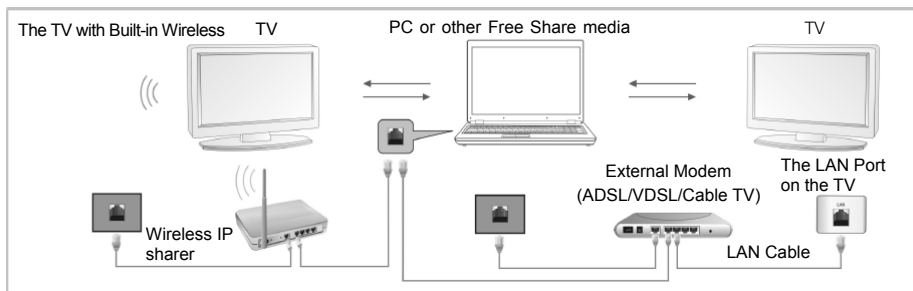 The TV with Built-in Wireless
TV
PC or other Free Share media
TV
External Modem
(ADSL/VDSL/Cable TV)
The LAN Port
on the TV
LAN
Wireless IP
sharer
LAN Cable